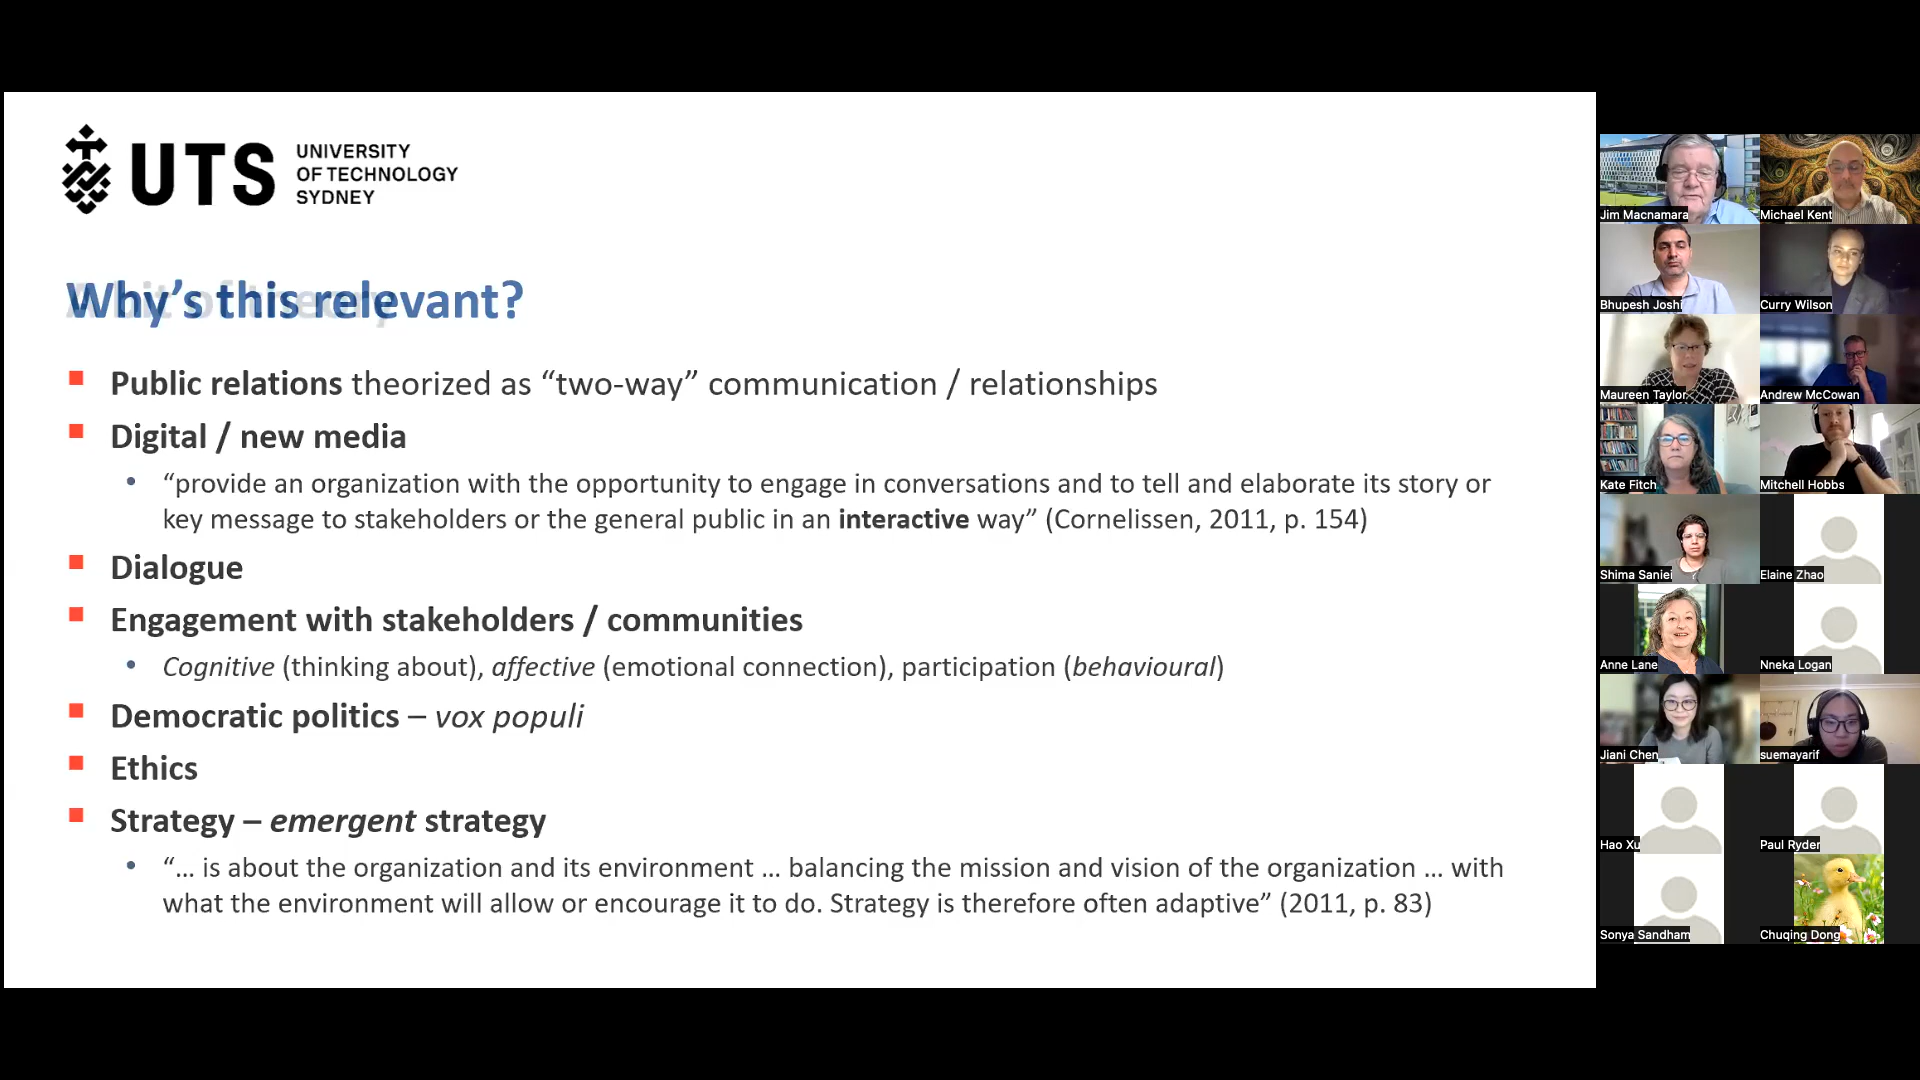 UTS
UNIVERSITY
OF TECHNOLOGY
SYDNEY
Why’s this relevant?
A bit of theory
Public relations theorized as “two-way” communication / relationships
Digital / new media
“provide an organization with the opportunity to engage in conversations and to tell and elaborate its story or
key message to stakeholders or the general public in an interactive way” (Cornelissen, 2011, p. 154)
Dialogue
Engagement with stakeholders / communities
Cognitive (thinking about), affective (emotional connection), participation (behavioural)
Democratic politics – vox populi
Ethics
Strategy – emergent strategy
“… is about the organization and its environment … balancing the mission and vision of the organization … with
what the environment will allow or encourage it to do. Strategy is therefore often adaptive” (2011, p. 83)
Jim Macnamara
Michael Kent
Bhupesh Joshi
Curry Wilson
Maureen Taylor
Andrew McCowan
Kate Fitch
Mitchell Hobbs
Shima Saniei
Elaine Zhao
Anne Lane
Nneka Logan
Jiani Chen
suemayarif
Hao Xu
Paul Ryder
Sonya Sandham
Chuqing Dong